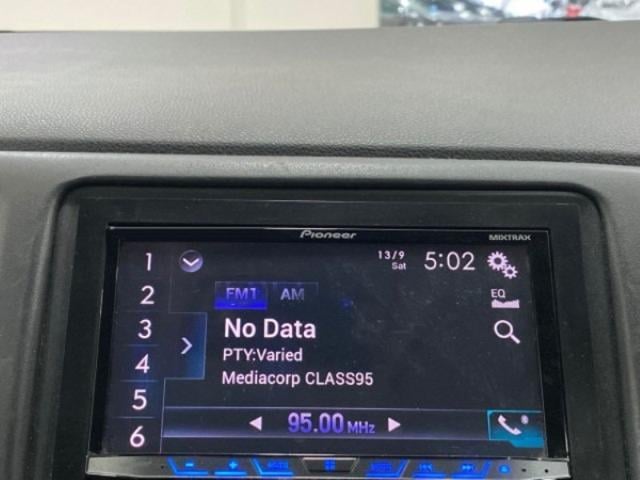 Pioneer
MIXTRAX
13/9
Sat
5:02
1
2
3
4
5
6
FM1 AM
EQ
No Data
PTY:Varied
Mediacorp CLASS95
95.00 MHz